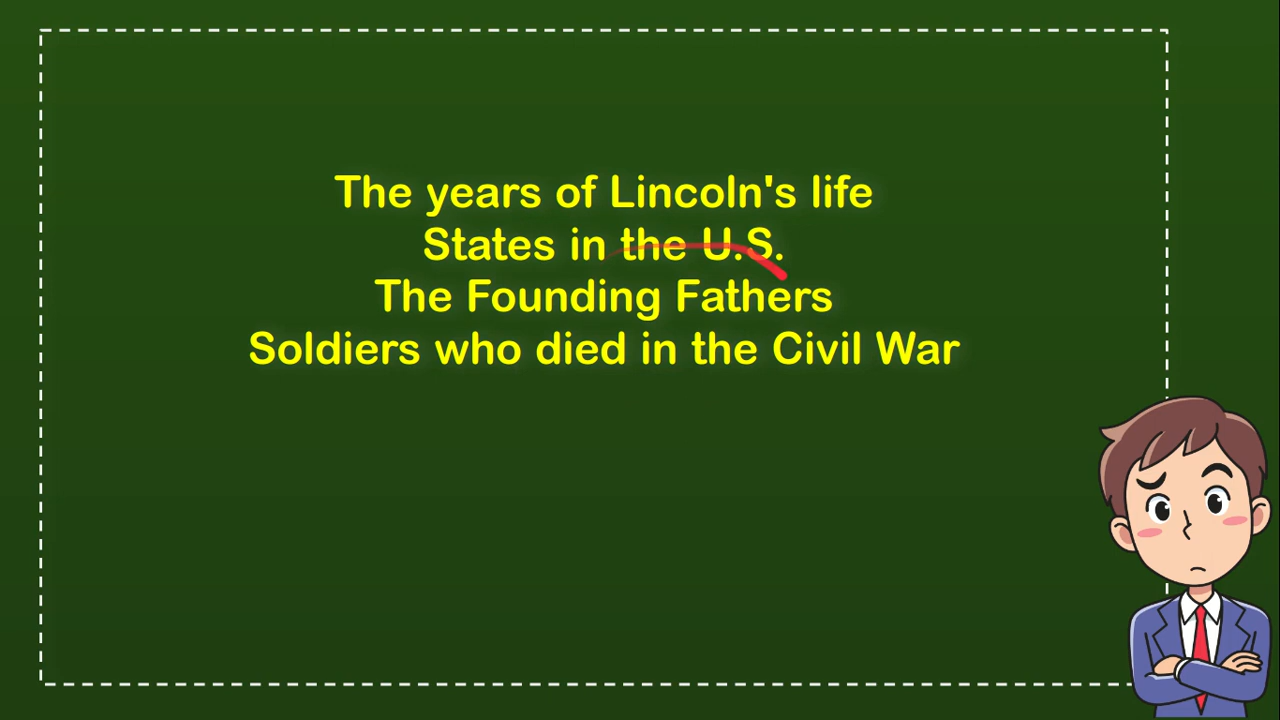 The years of Lincoln's life
States in the U.S.
The Founding Fathers
Soldiers who died in the Civil War